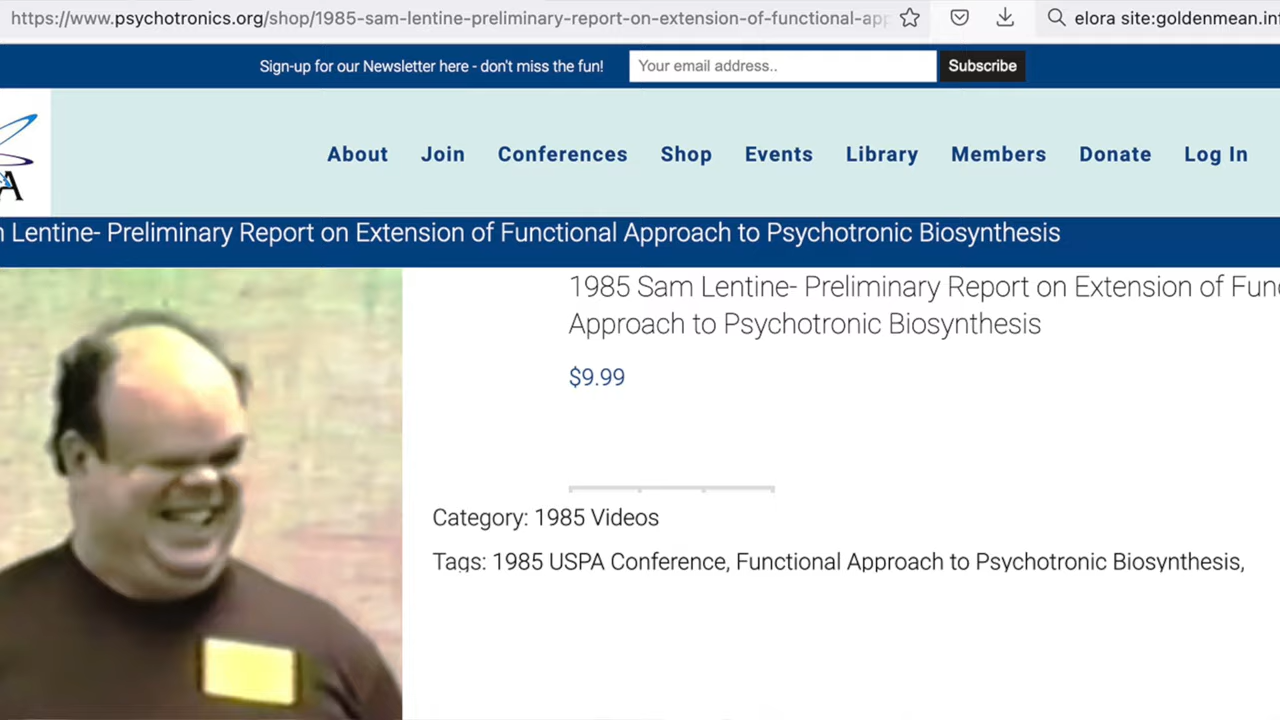 https://www.psychotronics.org/shop/1985-sam-lentine-preliminary-report-on-extension-of-functional-app
elora site:goldenmean.inf
Sign-up for our Newsletter here - don't miss the fun!
Your email address..
Subscribe
A
About Join Conferences Shop Events Library Members Donate Log In
Lentine- Preliminary Report on Extension of Functional Approach to Psychotronic Biosynthesis
1985 Sam Lentine- Preliminary Report on Extension of Func
Approach to Psychotronic Biosynthesis
$9.99
Category: 1985 Videos
Tags: 1985 USPA Conference, Functional Approach to Psychotronic Biosynthesis,